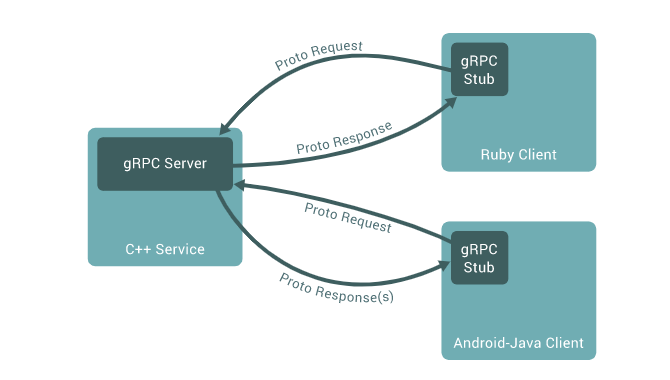 Proto Request
gRPC
Stub
Ruby Client
Proto Response
gRPC Server
C++ Service
Proto Request
gRPC
Stub
Proto Response(s)
Android-Java Client